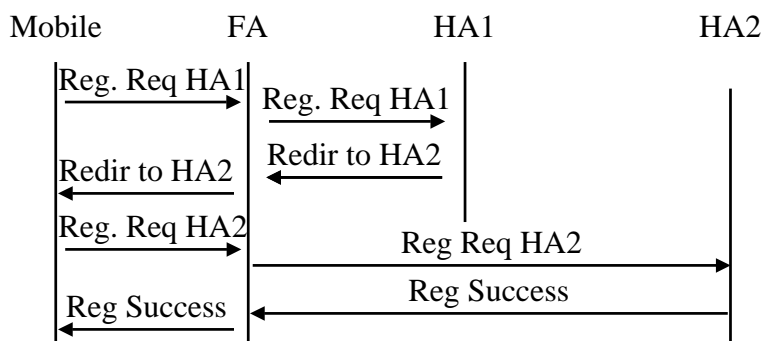 Mobile FA HA1 HA2
Reg. Req HA1
Reg. Req HA1
Redir to HA2
Redir to HA2
Reg. Req HA2
Reg Req HA2
Reg Success
Reg Success